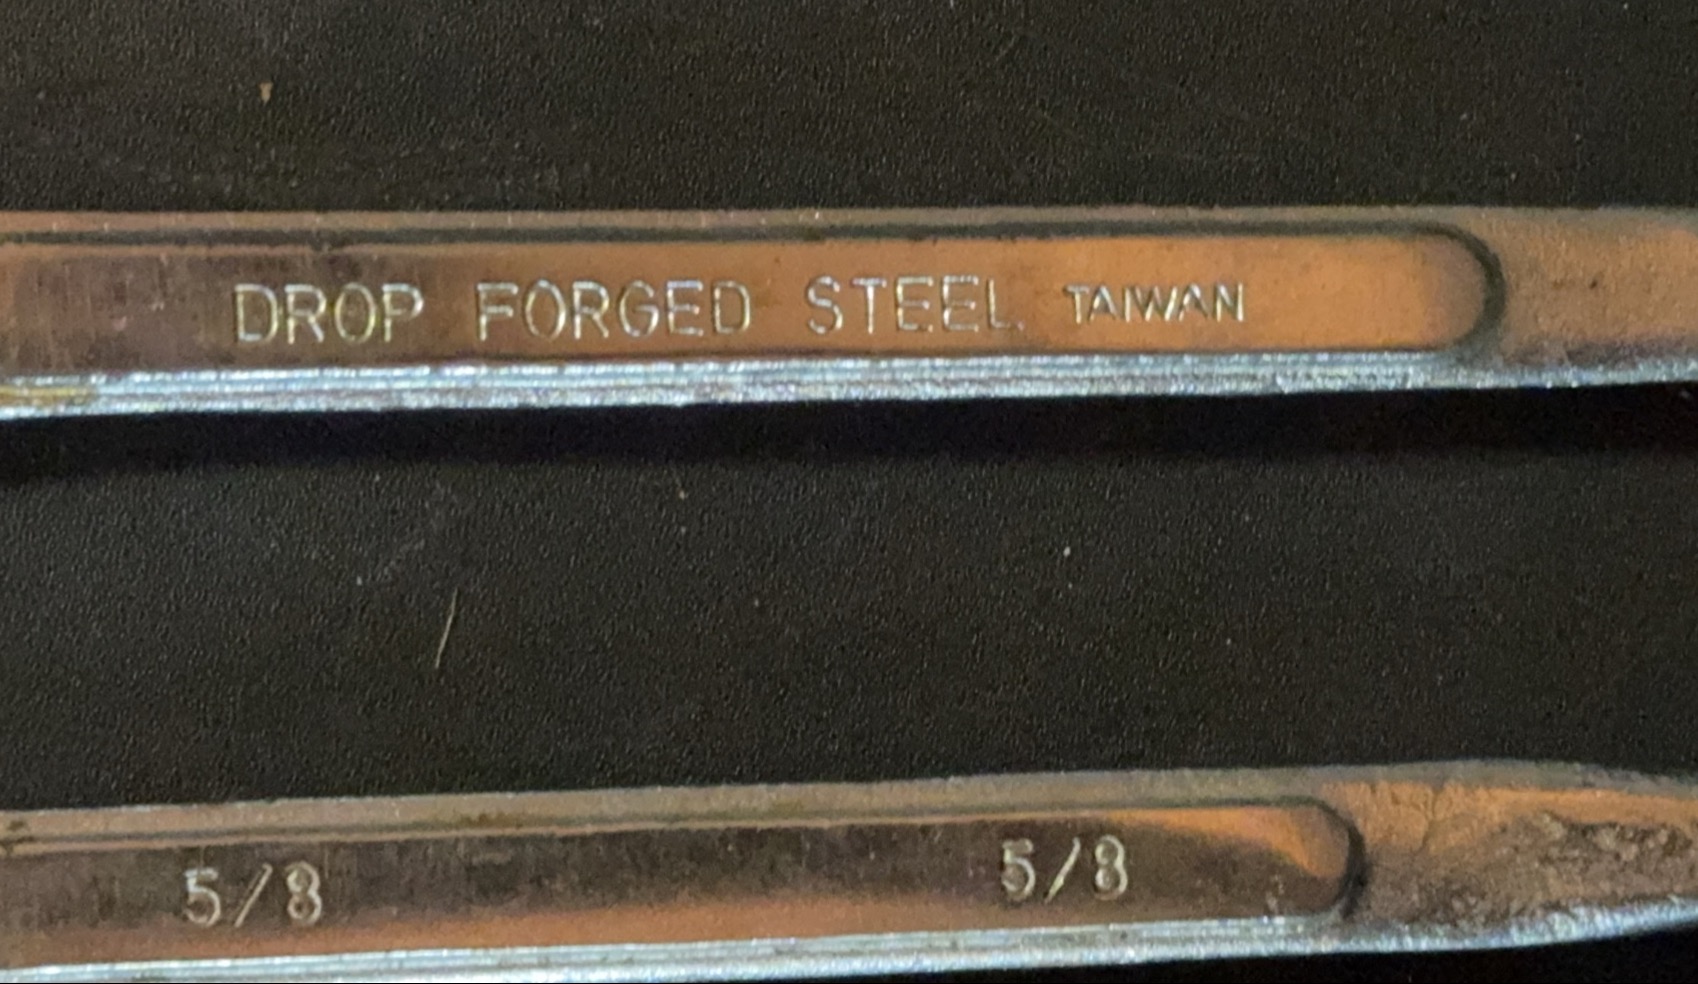 DROP FORGED STEEL TAIWAN
5/8 5/8